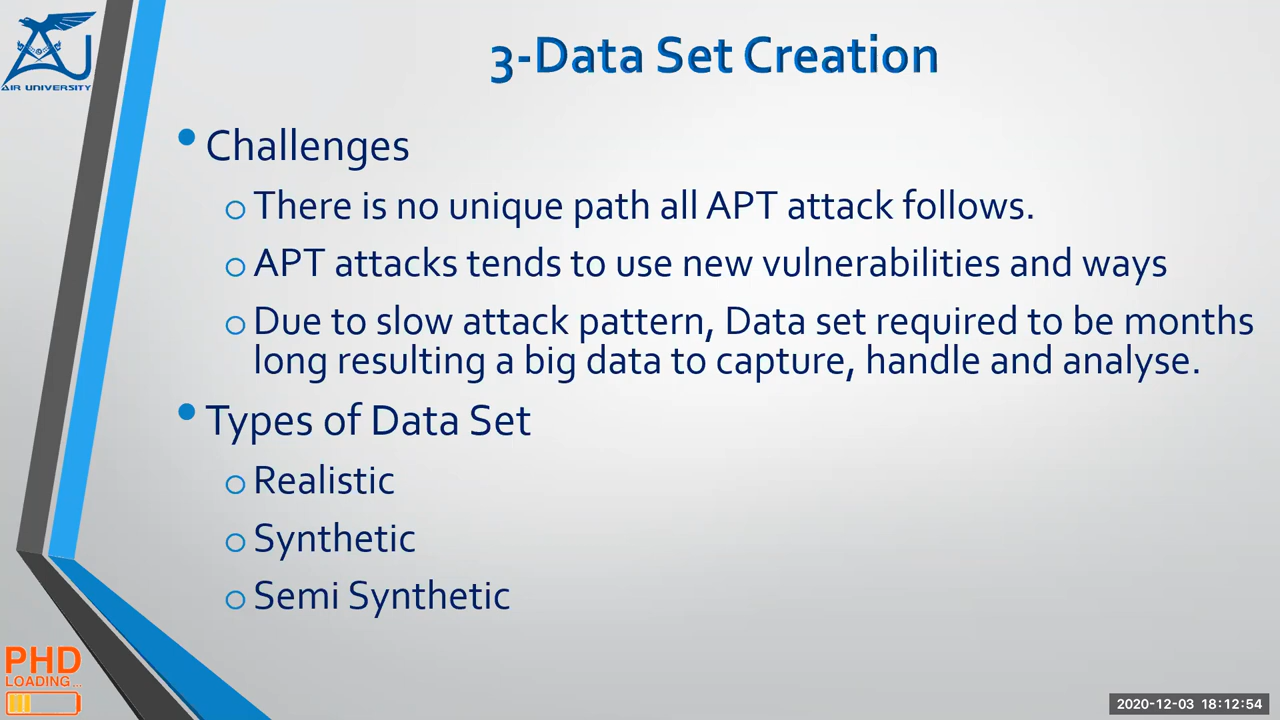 AIR UNIVERSITY
3-Data Set Creation
Challenges
There is no unique path all APT attack follows.
APT attacks tends to use new vulnerabilities and ways
Due to slow attack pattern, Data set required to be months
long resulting a big data to capture, handle and analyse.
Types of Data Set
Realistic
Synthetic
Semi Synthetic
PHD
LOADING...
2020-12-03 18:12:54